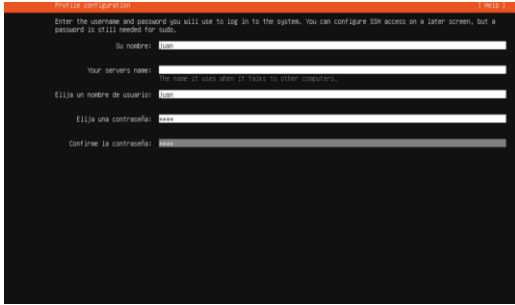 Profile configuration [ Help ]
Enter the username and password you will use to log in to the system. You can configure SSH access on a later screen, but a
password is still needed for sudo.
Su nombre: Juan
Your servers name:
The name it uses when it talks to other computers.
Elija un nombre de usuario: Juan
Elija una contraseña: ****
Confirme la contraseña: ****